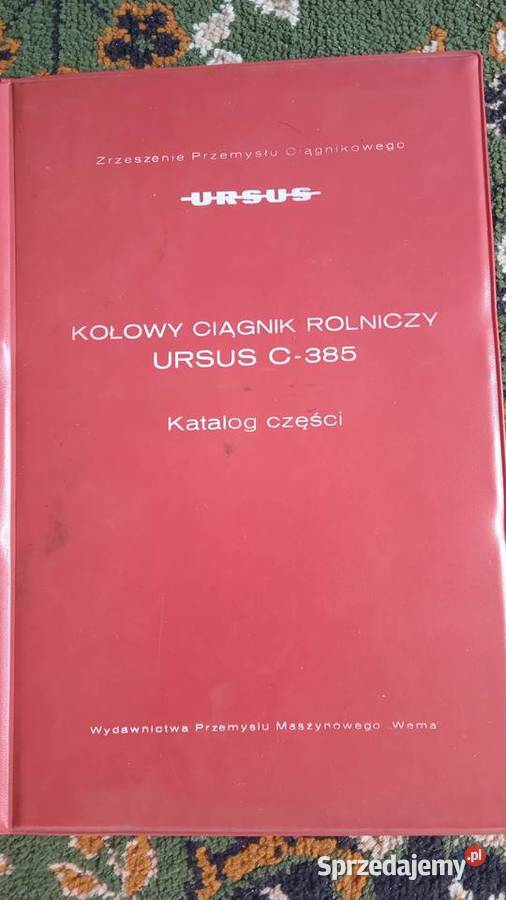 Zrzeszenie Przemysłu Ciągnikowego
URSUS
KOŁOWY CIĄGNIK ROLNICZY
URSUS C-385
Katalog części
Wydawnictwa Przemysłu Maszynowego „Wema"
Sprzedajemy.pl